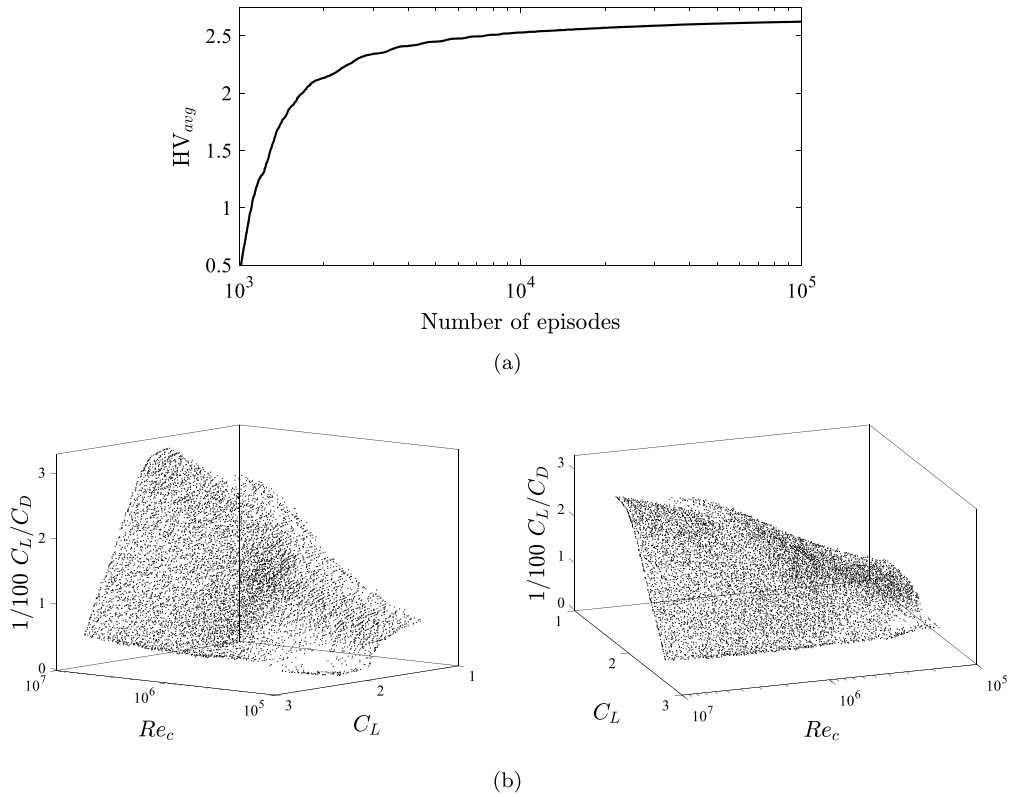 2.5
2
1.5
1
0.5
HV_avg
10^3 10^4 10^5
Number of episodes
(a)
3
2
1
0
1/100 C_L/C_D
10^7
10^6
10^5
Re_c
3
2
1
C_L
3
2
1
0
1/100 C_L/C_D
1
2
3
C_L
10^7
10^6
10^5
Re_c
(b)